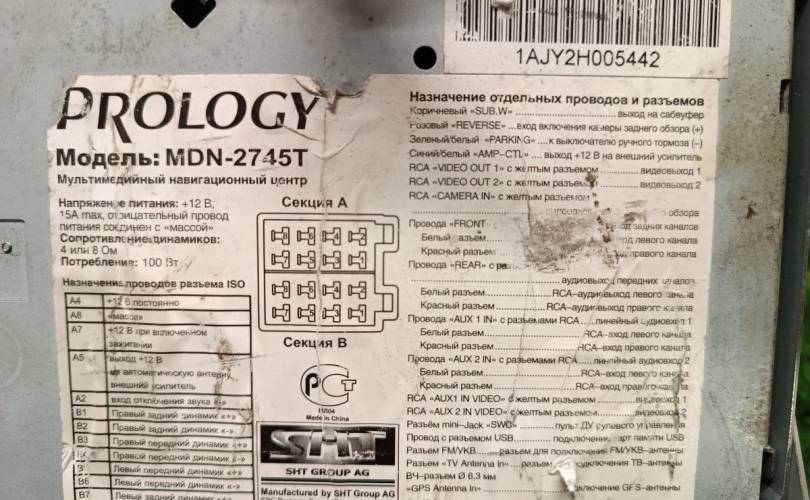 1AJY2H005442
PROLOGY
Модель: MDN-2745T
Мультимедийный навигационный центр
Напряжение питания: +12 В,
15A max, отрицательный провод
питания соединен с «массой»
Сопротивление динамиков:
4 или 8 Ом
Потребление: 100 Вт
Назначение проводов разъема ISO
A4 +12 В постоянно
A8 «масса»
A7 +12 В при включенном
зажигании
A5 выход +12 В
на автоматическую антенну,
внешний усилитель
A2 вход отключения звука «-»
B1 Правый задний динамик «+»
B2 Правый задний динамик «-»
B3 Правый передний динамик «+»
Правый передний динамик «-»
B5 Левый передний динамик «+»
B6 Левый передний динамик «-»
B7 Левый задний динамик «+»
Секция A
Секция B
РСТ
Made in China
SHT
SHT GROUP AG
Manufactured by SHT Group AG
Назначение отдельных проводов и разъемов
Коричневый «SUB.W» выход на сабвуфер
Розовый «REVERSE» ...вход включения камеры заднего обзора (+)
Зеленый/белый «PARKING» к выключателю ручного тормоза (–)
Синий/белый «AMP-CTL» выход +12 В на внешний усилитель
RCA «VIDEO OUT 1» с желтым разъемом видеовыход 1
RCA «VIDEO OUT 2» с желтым разъемом видеовыход 2
RCA «CAMERA IN» с желтым разъемом
обзора
Провода «FRONT задних каналов
Белый разъем левого канала
Красный разъем правого канала
Провода «REAR» с
аудиовыход передних каналов
Белый разъем RCA-аудиовыход левого канала
Красный разъем RCA-аудиовыход правого канала
Провода «AUX 1 IN» с разъемами RCA линейный аудиовход 1
Белый разъем RCA-вход левого канала
Красный разъем RCA-вход правого канала
Провода «AUX 2 IN» с разъемами RCA линейный аудиовход 2
Белый разъем RCA-вход левого канала
Красный разъем RCA-вход правого канала
RCA «AUX1 IN VIDEO» с желтым разъемом видеовход 1
RCA «AUX 2 IN VIDEO» с желтым разъемом видеовход 2
Разъём mini-Jack «SWC» пульт ДУ рулевого управления
Провод с разъемом USB подключение карт памяти USB
Разъем FM/УКВ разъем для подключения FM/УКВ-антенны
Разъем «TV Antenna In» подключения ТВ-антенны
ВЧ-разъем Ø 6,3 мм
«GPS Antenna In» подключение GPS-антенны